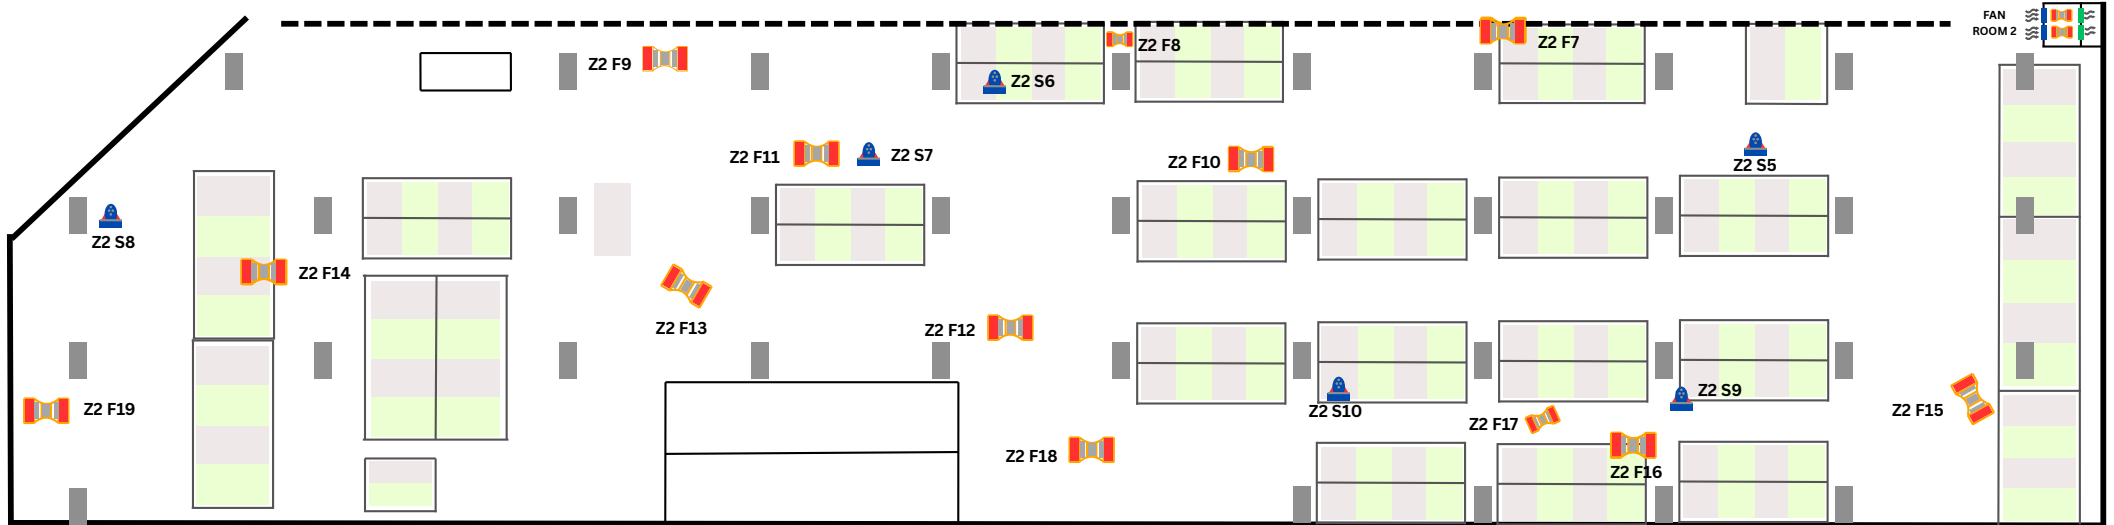 FAN
ROOM 2
Z2 F9
Z2 F8
Z2 F7
Z2 S6
Z2 F11
Z2 S7
Z2 F10
Z2 S5
Z2 S8
Z2 F14
Z2 F13
Z2 F12
Z2 F19
Z2 S10
Z2 S9
Z2 F17
Z2 F15
Z2 F18
Z2 F16